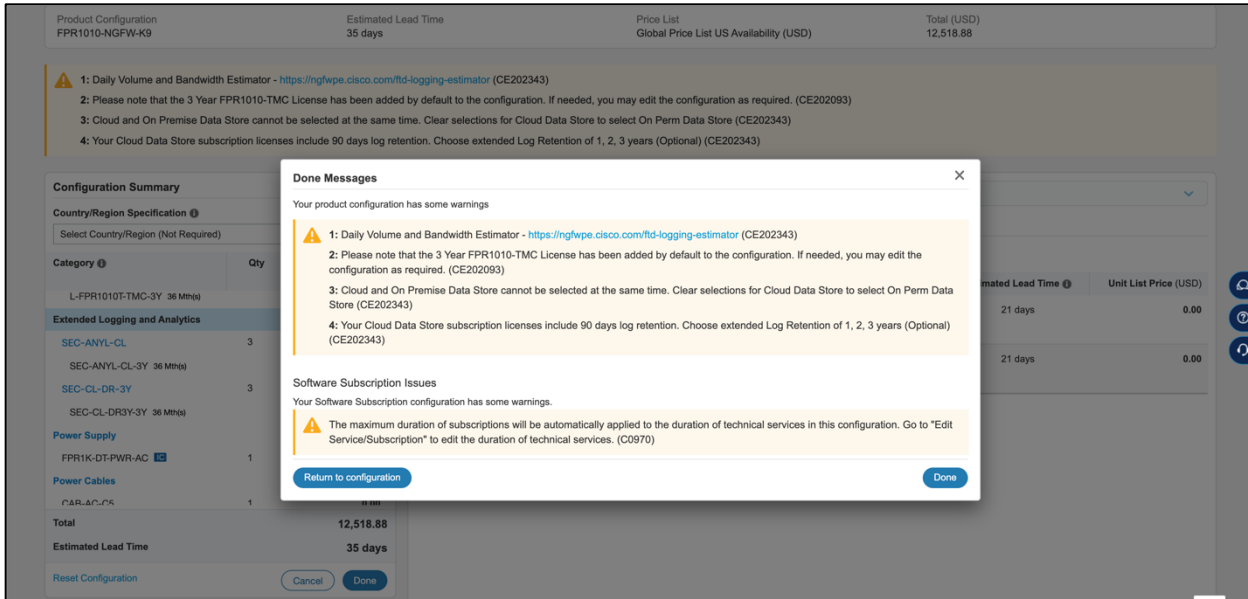 Product Configuration
FPR1010-NGFW-K9
Estimated Lead Time
35 days
Price List
Global Price List US Availability (USD)
Total (USD)
12,518.88
1: Daily Volume and Bandwidth Estimator - https://ngfwpe.cisco.com/ftd-logging-estimator (CE202343)
2: Please note that the 3 Year FPR1010-TMC License has been added by default to the configuration. If needed, you may edit the configuration as required. (CE202093)
3: Cloud and On Premise Data Store cannot be selected at the same time. Clear selections for Cloud Data Store to select On Perm Data Store (CE202343)
4: Your Cloud Data Store subscription licenses include 90 days log retention. Choose extended Log Retention of 1, 2, 3 years (Optional) (CE202343)
Configuration Summary
Country/Region Specification
Select Country/Region (Not Required)
Category Qty
L-FPR1010T-TMC-3Y 36 Mth(s)
Extended Logging and Analytics
SEC-ANYL-CL 3
SEC-ANYL-CL-3Y 36 Mth(s)
SEC-CL-DR-3Y 3
SEC-CL-DR3Y-3Y 36 Mth(s)
Power Supply
FPR1K-DT-PWR-AC IC 1
Power Cables
CAB-AC-C5 1 0.00
Total 12,518.88
Estimated Lead Time 35 days
Reset Configuration Cancel Done
Done Messages
Your product configuration has some warnings
1: Daily Volume and Bandwidth Estimator - https://ngfwpe.cisco.com/ftd-logging-estimator (CE202343)
2: Please note that the 3 Year FPR1010-TMC License has been added by default to the configuration. If needed, you may edit the
configuration as required. (CE202093)
3: Cloud and On Premise Data Store cannot be selected at the same time. Clear selections for Cloud Data Store to select On Perm Data
Store (CE202343)
4: Your Cloud Data Store subscription licenses include 90 days log retention. Choose extended Log Retention of 1, 2, 3 years (Optional)
(CE202343)
Software Subscription Issues
Your Software Subscription configuration has some warnings.
The maximum duration of subscriptions will be automatically applied to the duration of technical services in this configuration. Go to "Edit
Service/Subscription" to edit the duration of technical services. (C0970)
Return to configuration Done
mated Lead Time Unit List Price (USD)
21 days 0.00
21 days 0.00